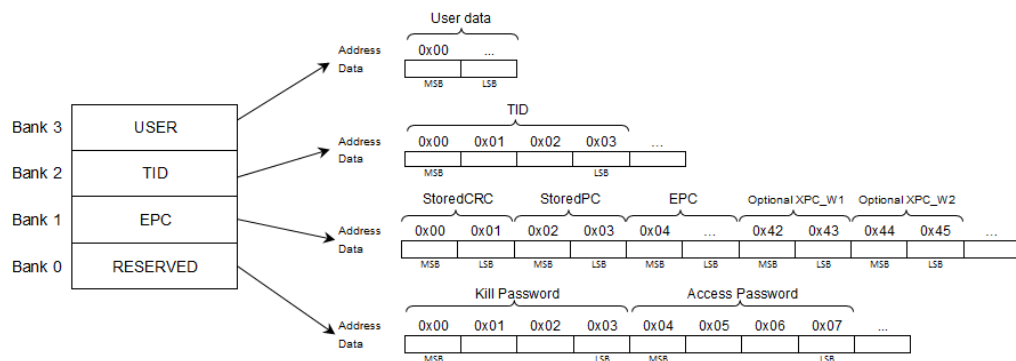 User data
Address 0x00 ...
Data
MSB LSB
Bank 3 USER
TID
Address 0x00 0x01 0x02 0x03 ...
Data
MSB LSB
Bank 2 TID
StoredCRC StoredPC EPC Optional XPC_W1 Optional XPC_W2
Address 0x00 0x01 0x02 0x03 0x04 ... 0x42 0x43 0x44 0x45 ...
Data
MSB LSB MSB LSB MSB LSB MSB LSB MSB LSB
Bank 1 EPC
Bank 0 RESERVED
Kill Password Access Password
Address 0x00 0x01 0x02 0x03 0x04 0x05 0x06 0x07 ...
Data
MSB LSB MSB LSB